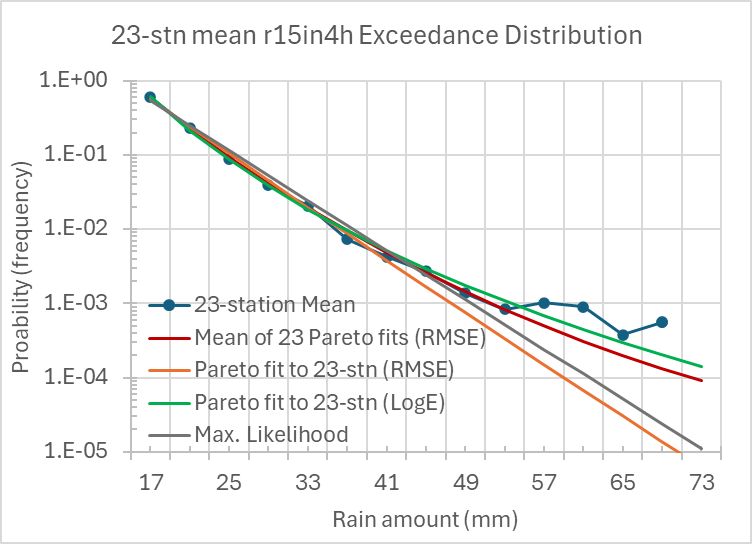 23-stn mean r15in4h Exceedance Distribution
1.E+00
1.E-01
1.E-02
1.E-03
1.E-04
1.E-05
Proability (frequency)
23-station Mean
Mean of 23 Pareto fits (RMSE)
Pareto fit to 23-stn (RMSE)
Pareto fit to 23-stn (LogE)
Max. Likelihood
17 25 33 41 49 57 65 73
Rain amount (mm)